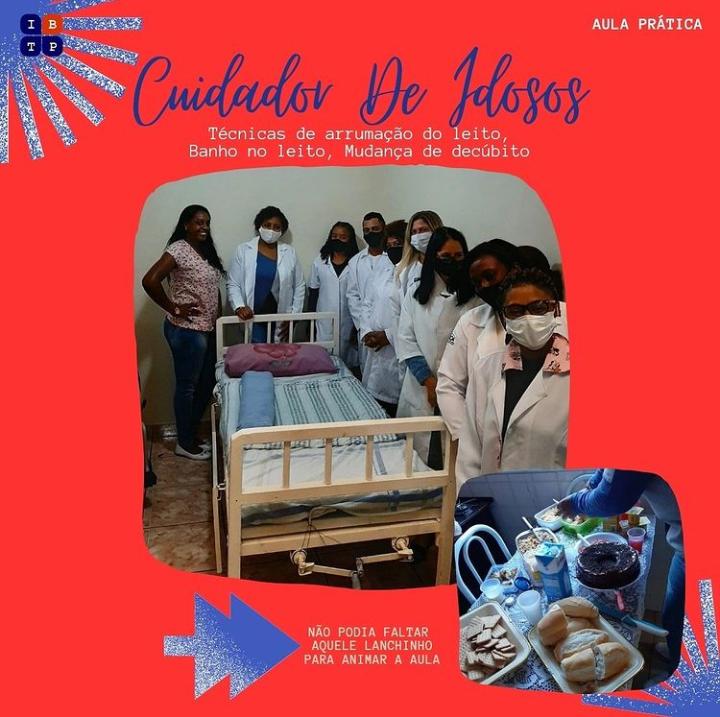 I B
T P
AULA PRÁTICA
Cuidador De Idosos
Técnicas de arrumação do leito,
Banho no leito, Mudança de decúbito
NÃO PODIA FALTAR
AQUELE LANCHINHO
PARA ANIMAR A AULA